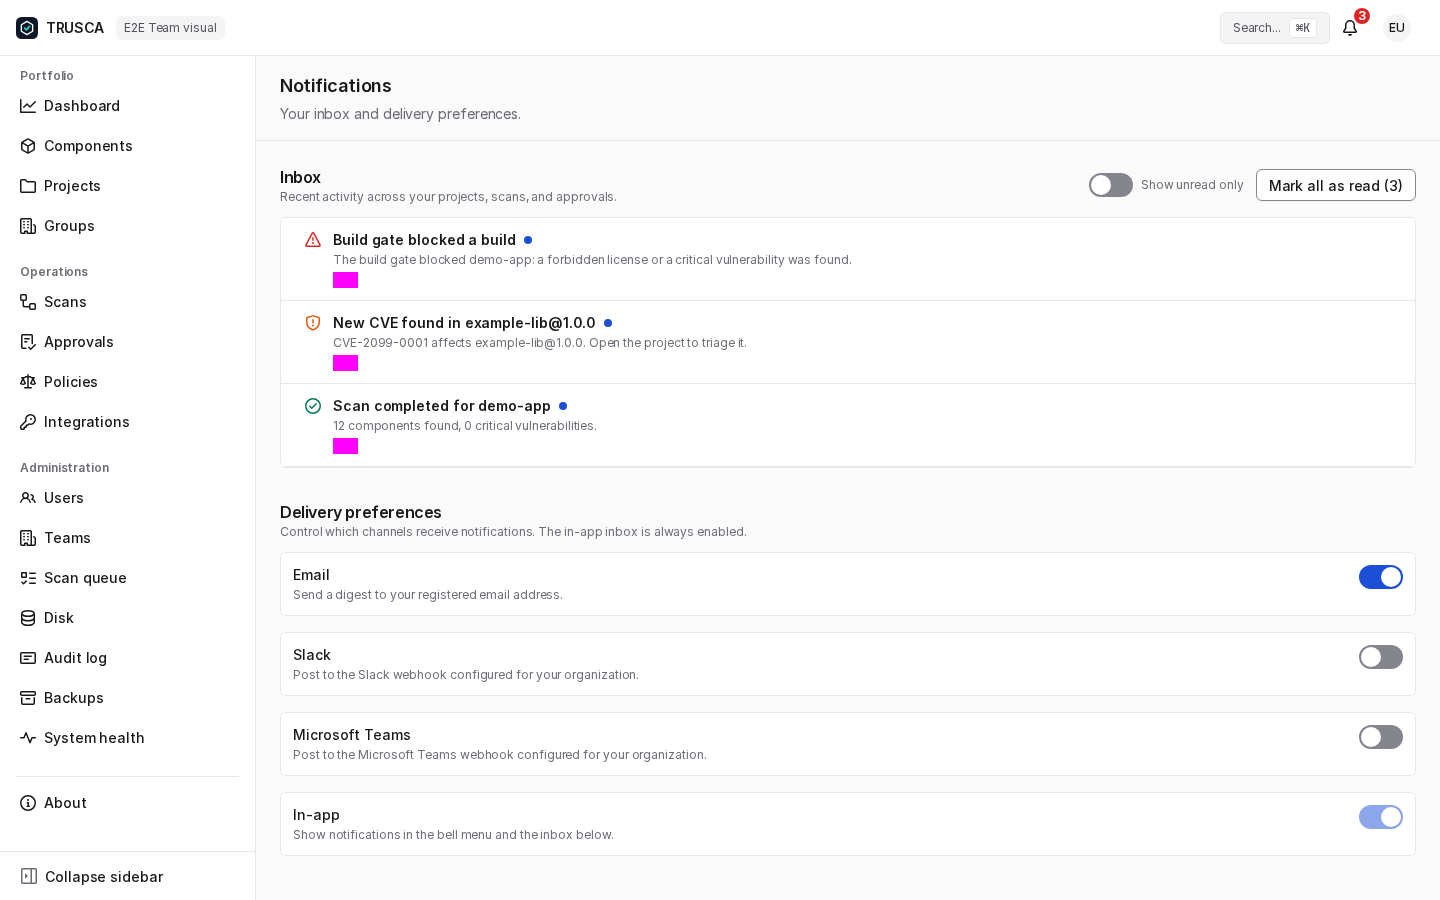 TRUSCA
E2E Team visual
Search... ⌘K
3
EU
Portfolio
Dashboard
Components
Projects
Groups
Operations
Scans
Approvals
Policies
Integrations
Administration
Users
Teams
Scan queue
Disk
Audit log
Backups
System health
About
Collapse sidebar
Notifications
Your inbox and delivery preferences.
Inbox
Recent activity across your projects, scans, and approvals.
Show unread only
Mark all as read (3)
Build gate blocked a build
The build gate blocked demo-app: a forbidden license or a critical vulnerability was found.
New CVE found in example-lib@1.0.0
CVE-2099-0001 affects example-lib@1.0.0. Open the project to triage it.
Scan completed for demo-app
12 components found, 0 critical vulnerabilities.
Delivery preferences
Control which channels receive notifications. The in-app inbox is always enabled.
Email
Send a digest to your registered email address.
Slack
Post to the Slack webhook configured for your organization.
Microsoft Teams
Post to the Microsoft Teams webhook configured for your organization.
In-app
Show notifications in the bell menu and the inbox below.